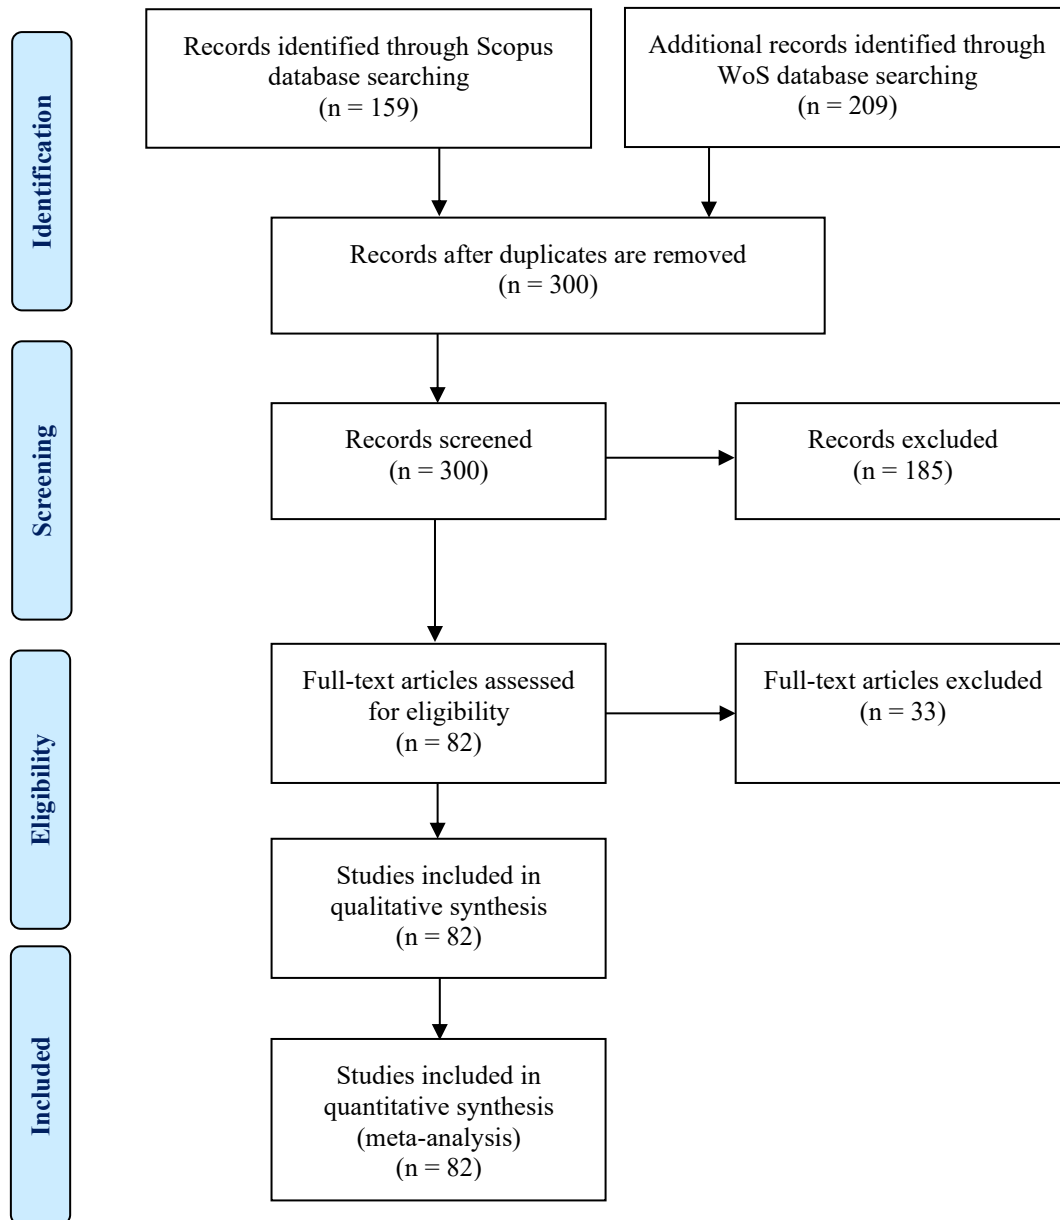 Records identified through Scopus
database searching
(n = 159)
Additional records identified through
WoS database searching
(n = 209)
Identification
Records after duplicates are removed
(n = 300)
Screening
Records screened
(n = 300)
Records excluded
(n = 185)
Eligibility
Full-text articles assessed
for eligibility
(n = 82)
Full-text articles excluded
(n = 33)
Studies included in
qualitative synthesis
(n = 82)
Included
Studies included in
quantitative synthesis
(meta-analysis)
(n = 82)